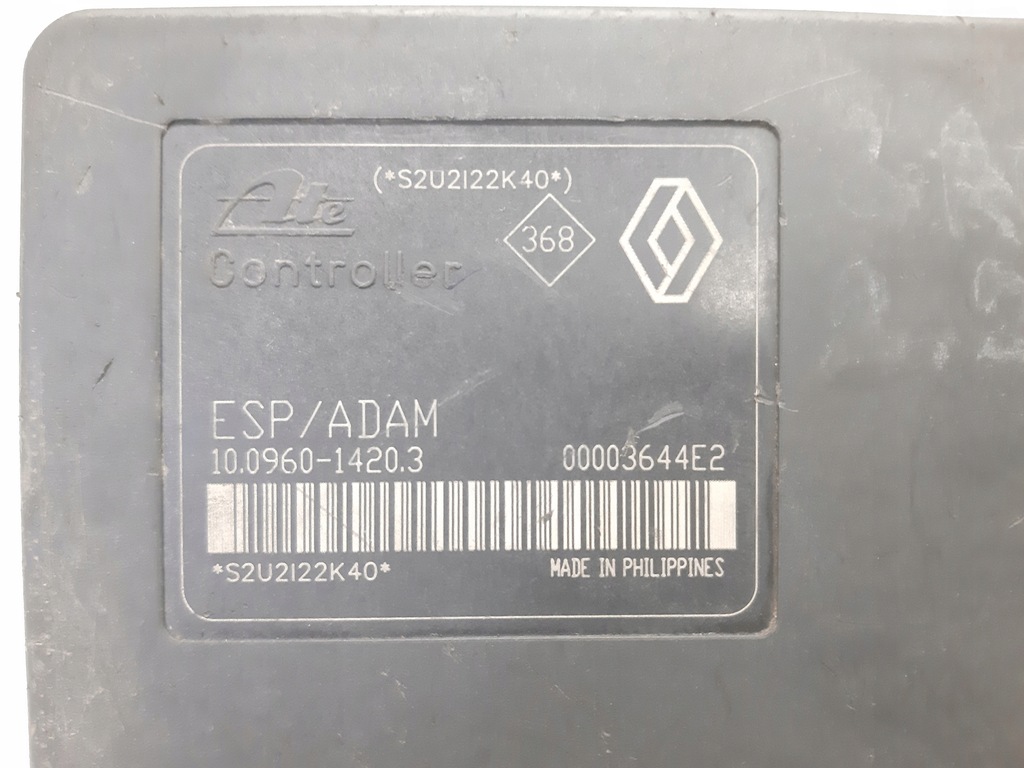 (*S2U2I22K40*)
Ate
368
Controller
ESP/ADAM
10.0960-1420.3 00003644E2
*S2U2I22K40* MADE IN PHILIPPINES